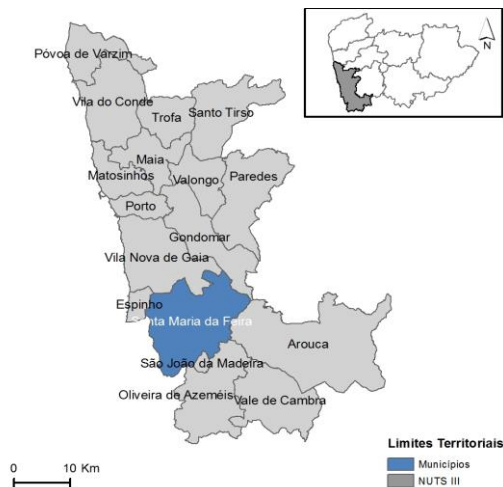 Póvoa de Varzim
N
Vila do Conde
Trofa
Santo Tirso
Maia
Matosinhos
Valongo
Paredes
Porto
Gondomar
Vila Nova de Gaia
Espinho
Santa Maria da Feira
Arouca
São João da Madeira
Oliveira de Azeméis
Vale de Cambra
Limites Territoriais
Municípios
NUTS III
0 10 Km